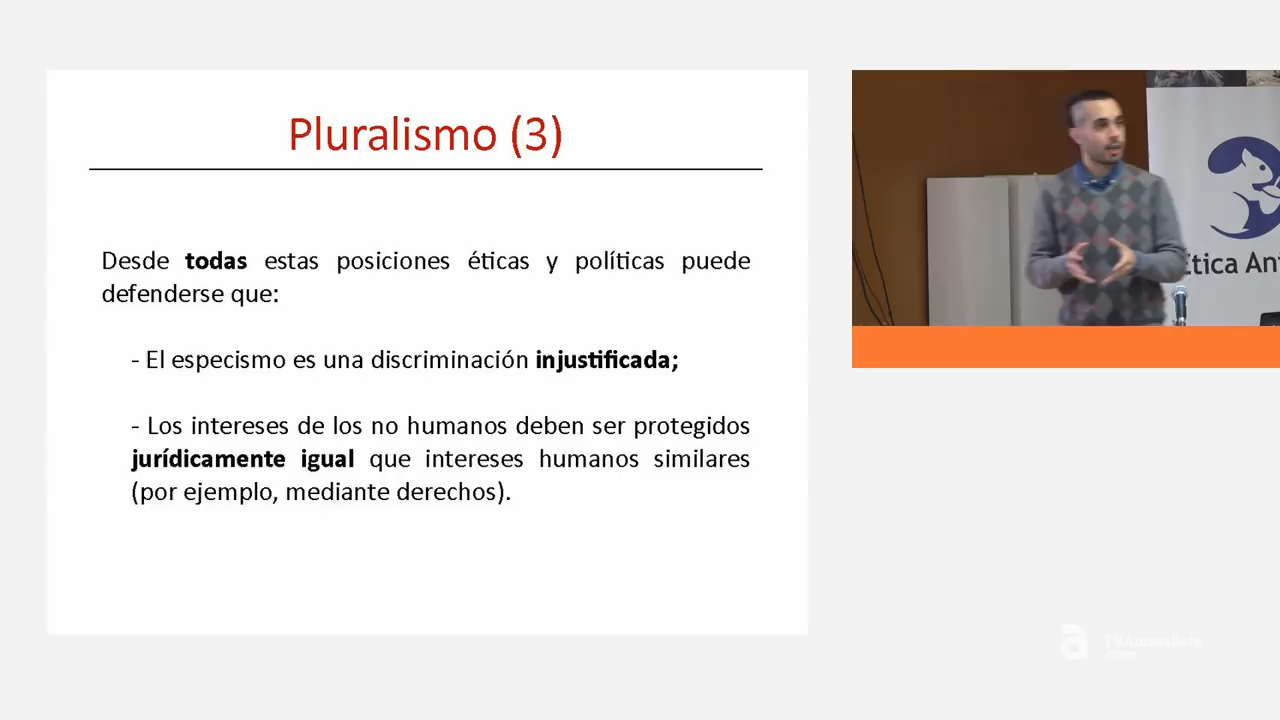 Pluralismo (3)
Desde todas estas posiciones éticas y políticas puede
defenderse que:
- El especismo es una discriminación injustificada;
- Los intereses de los no humanos deben ser protegidos
jurídicamente igual que intereses humanos similares
(por ejemplo, mediante derechos).
Ética An
TVAnimalista
.com